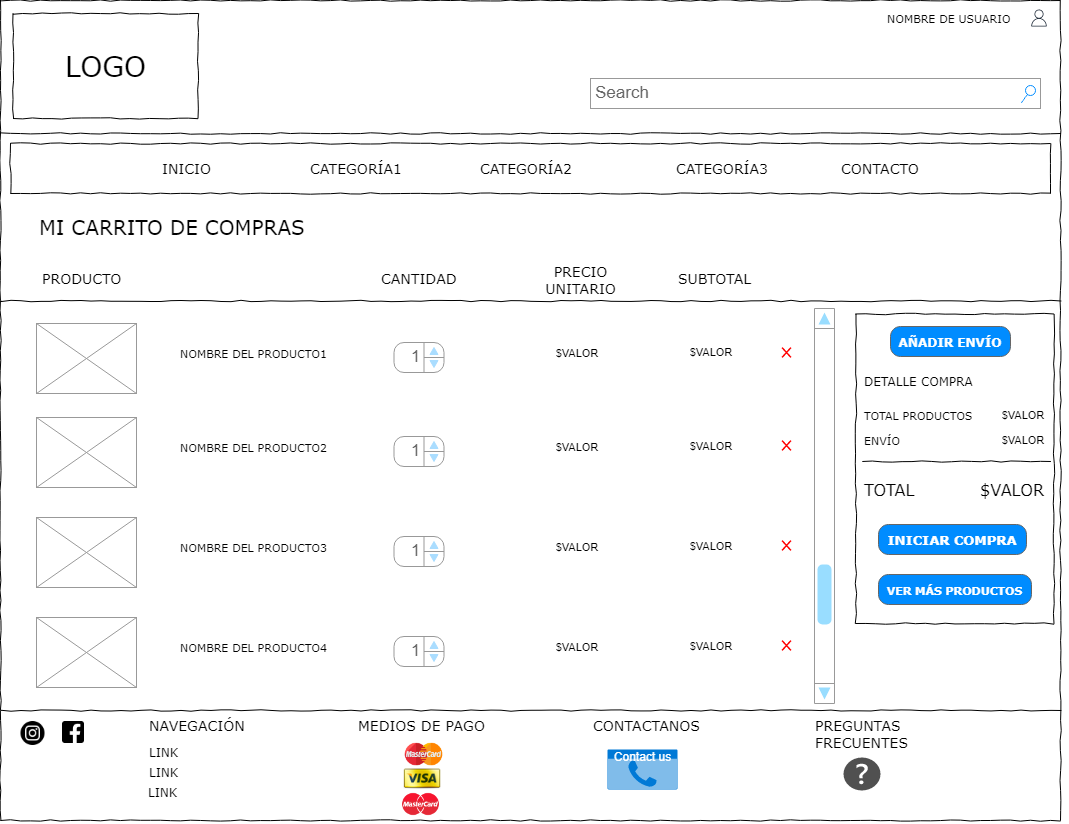 NOMBRE DE USUARIO
LOGO
Search
INICIO CATEGORÍA1 CATEGORÍA2 CATEGORÍA3 CONTACTO
MI CARRITO DE COMPRAS
PRODUCTO CANTIDAD PRECIO UNITARIO SUBTOTAL
NOMBRE DEL PRODUCTO1 1 $VALOR $VALOR X
NOMBRE DEL PRODUCTO2 1 $VALOR $VALOR X
NOMBRE DEL PRODUCTO3 1 $VALOR $VALOR X
NOMBRE DEL PRODUCTO4 1 $VALOR $VALOR X
AÑADIR ENVÍO
DETALLE COMPRA
TOTAL PRODUCTOS $VALOR
ENVÍO $VALOR
TOTAL $VALOR
INICIAR COMPRA
VER MÁS PRODUCTOS
NAVEGACIÓN
LINK
LINK
LINK
MEDIOS DE PAGO
MasterCard
VISA
MasterCard
CONTACTANOS
Contact us
PREGUNTAS
FRECUENTES
?